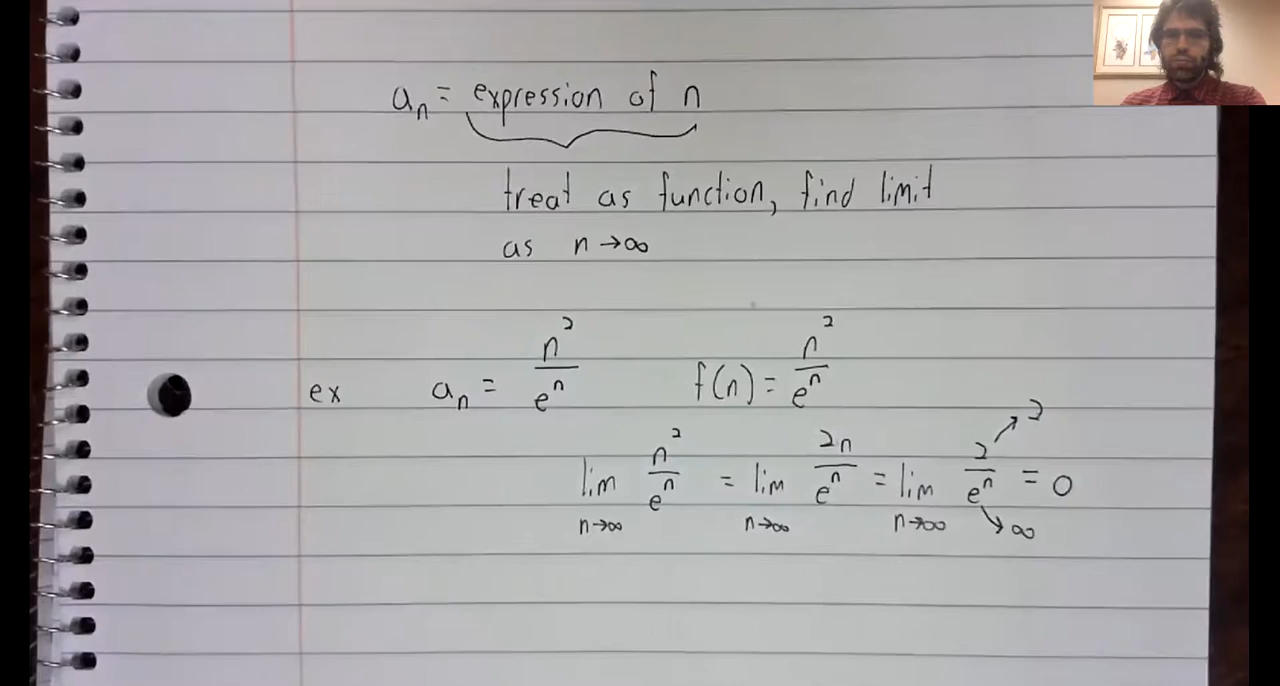 aₙ = expression of n
treat as function, find limit
as n → ∞
ex aₙ = n²/eⁿ f(n) = n²/eⁿ
lim n→∞ n²/eⁿ = lim n→∞ 2n/eⁿ = lim n→∞ 2/eⁿ = 0 ↗ 2 ↘ ∞